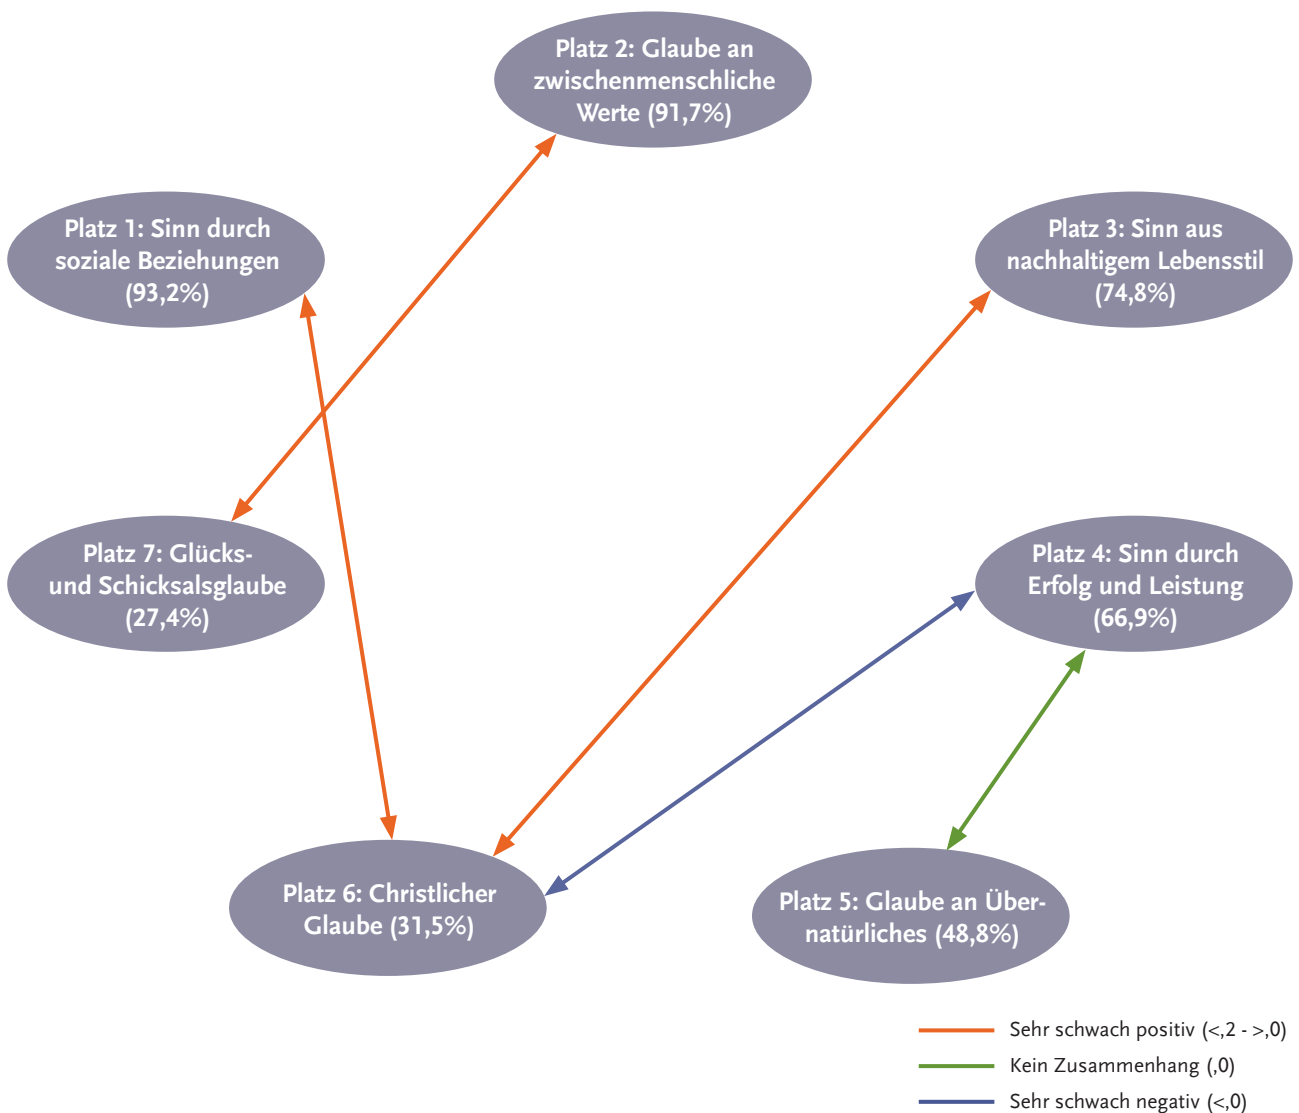 Platz 2: Glaube an
zwischenmenschliche
Werte (91,7%)
Platz 1: Sinn durch
soziale Beziehungen
(93,2%)
Platz 3: Sinn aus
nachhaltigem Lebensstil
(74,8%)
Platz 7: Glücks-
und Schicksalsglaube
(27,4%)
Platz 4: Sinn durch
Erfolg und Leistung
(66,9%)
Platz 6: Christlicher
Glaube (31,5%)
Platz 5: Glaube an Über-
natürliches (48,8%)
Sehr schwach positiv (<,2 - >,0)
Kein Zusammenhang (,0)
Sehr schwach negativ (<,0)